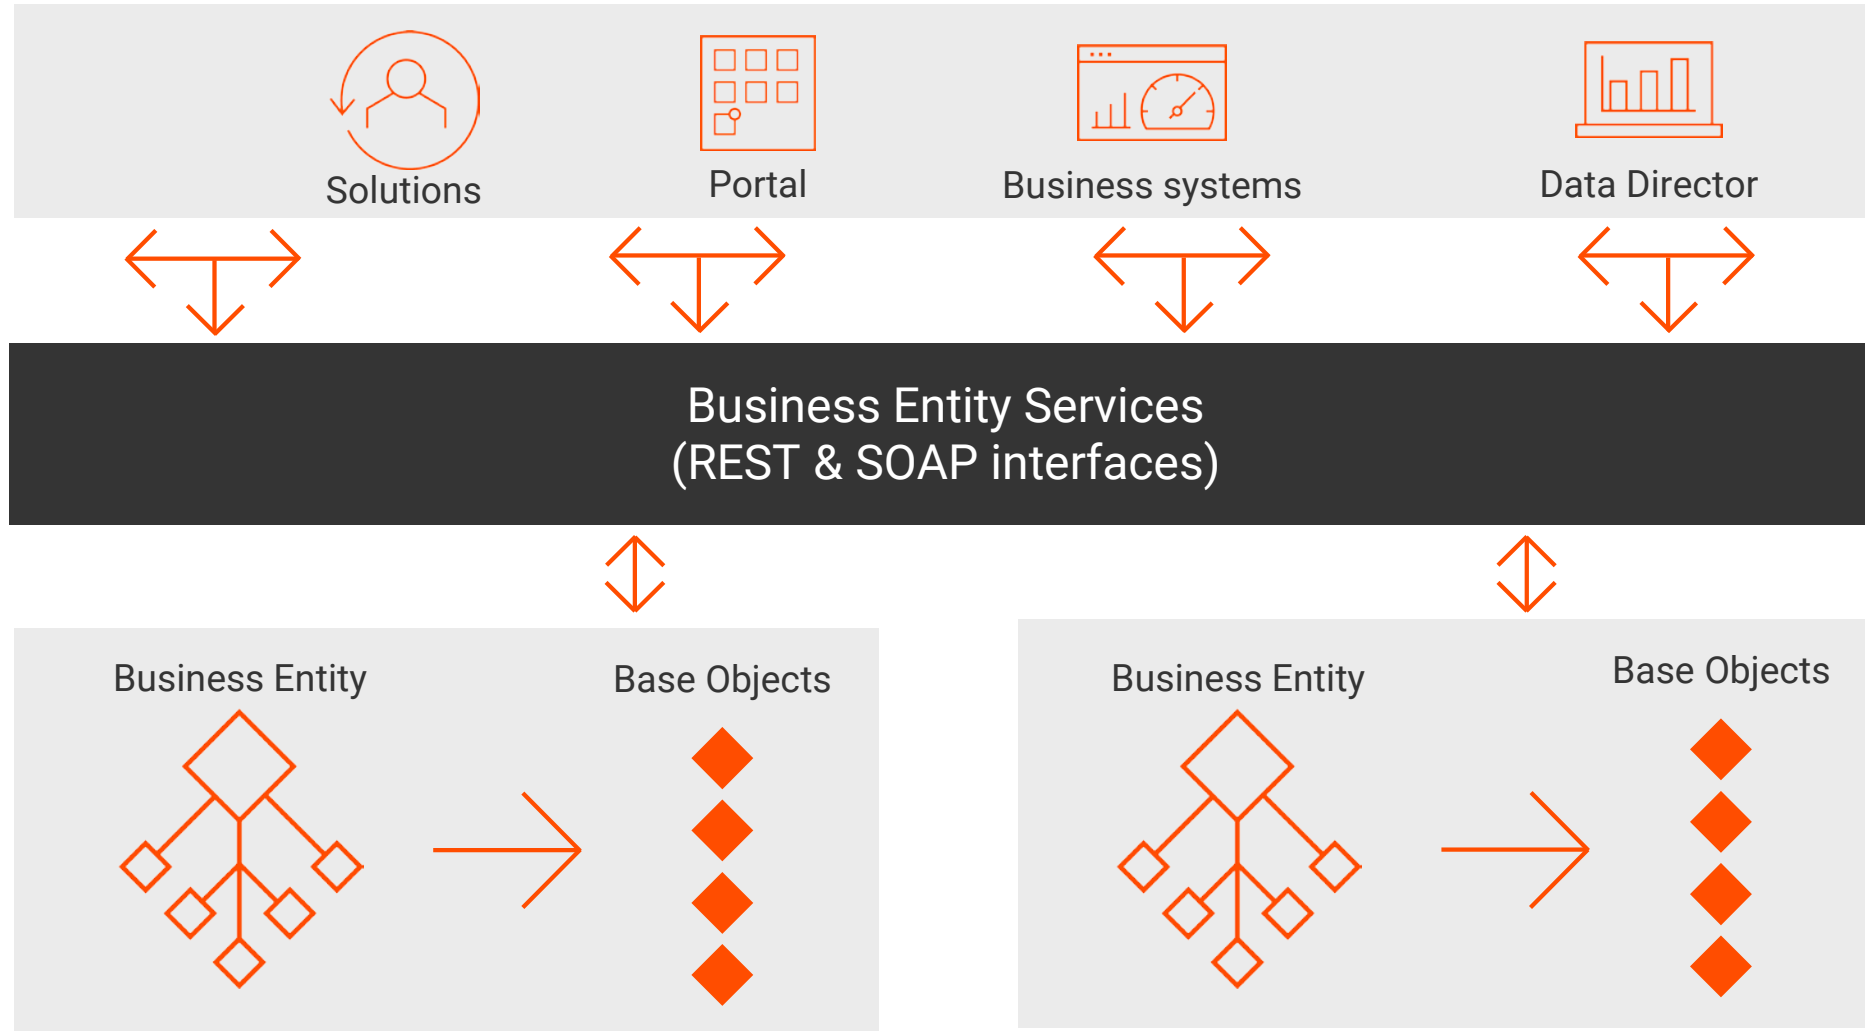 Solutions
Portal
Business systems
Data Director
Business Entity Services
(REST & SOAP interfaces)
Business Entity
Base Objects
Business Entity
Base Objects